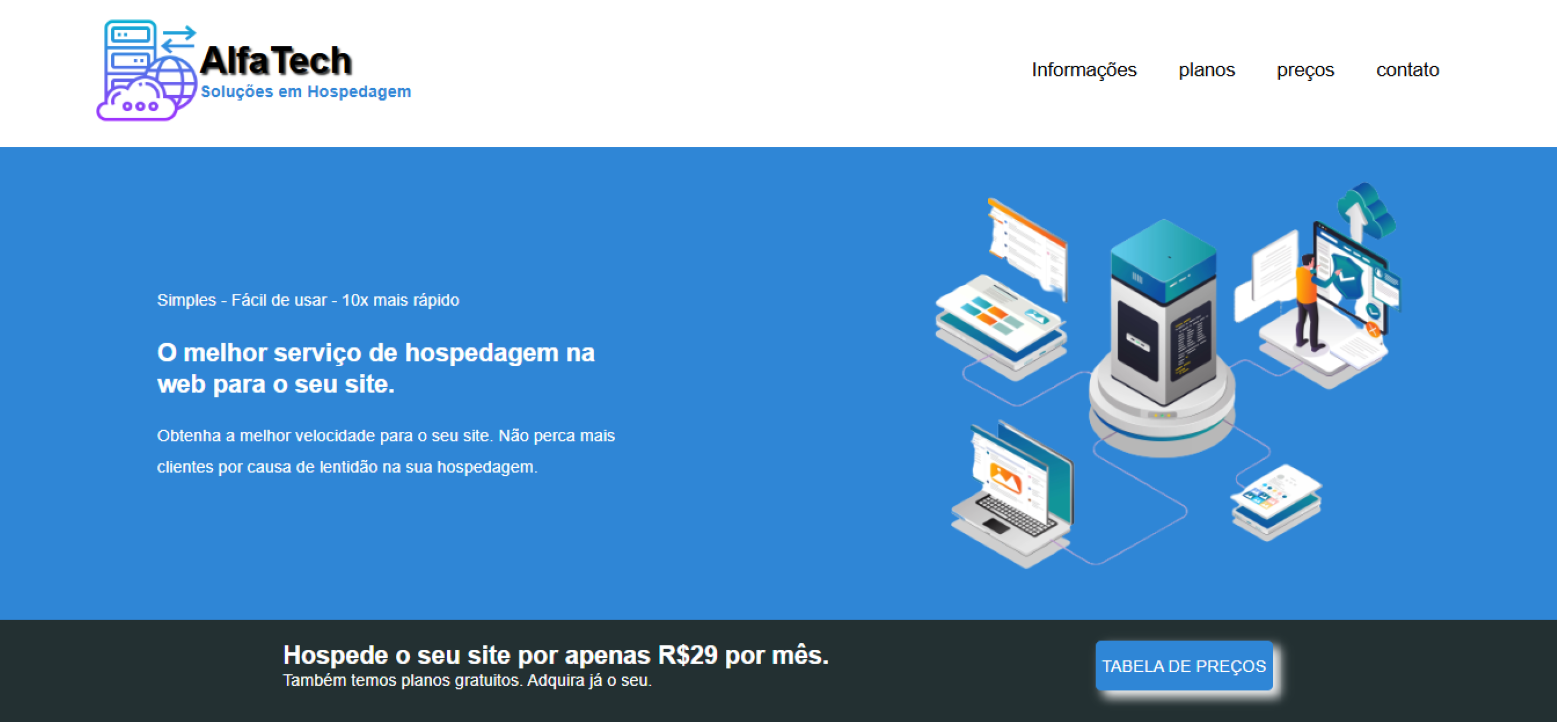 AlfaTech
Soluções em Hospedagem
Informações planos preços contato
Simples - Fácil de usar - 10x mais rápido
O melhor serviço de hospedagem na
web para o seu site.
Obtenha a melhor velocidade para o seu site. Não perca mais
clientes por causa de lentidão na sua hospedagem.
Hospede o seu site por apenas R$29 por mês.
Também temos planos gratuitos. Adquira já o seu.
TABELA DE PREÇOS